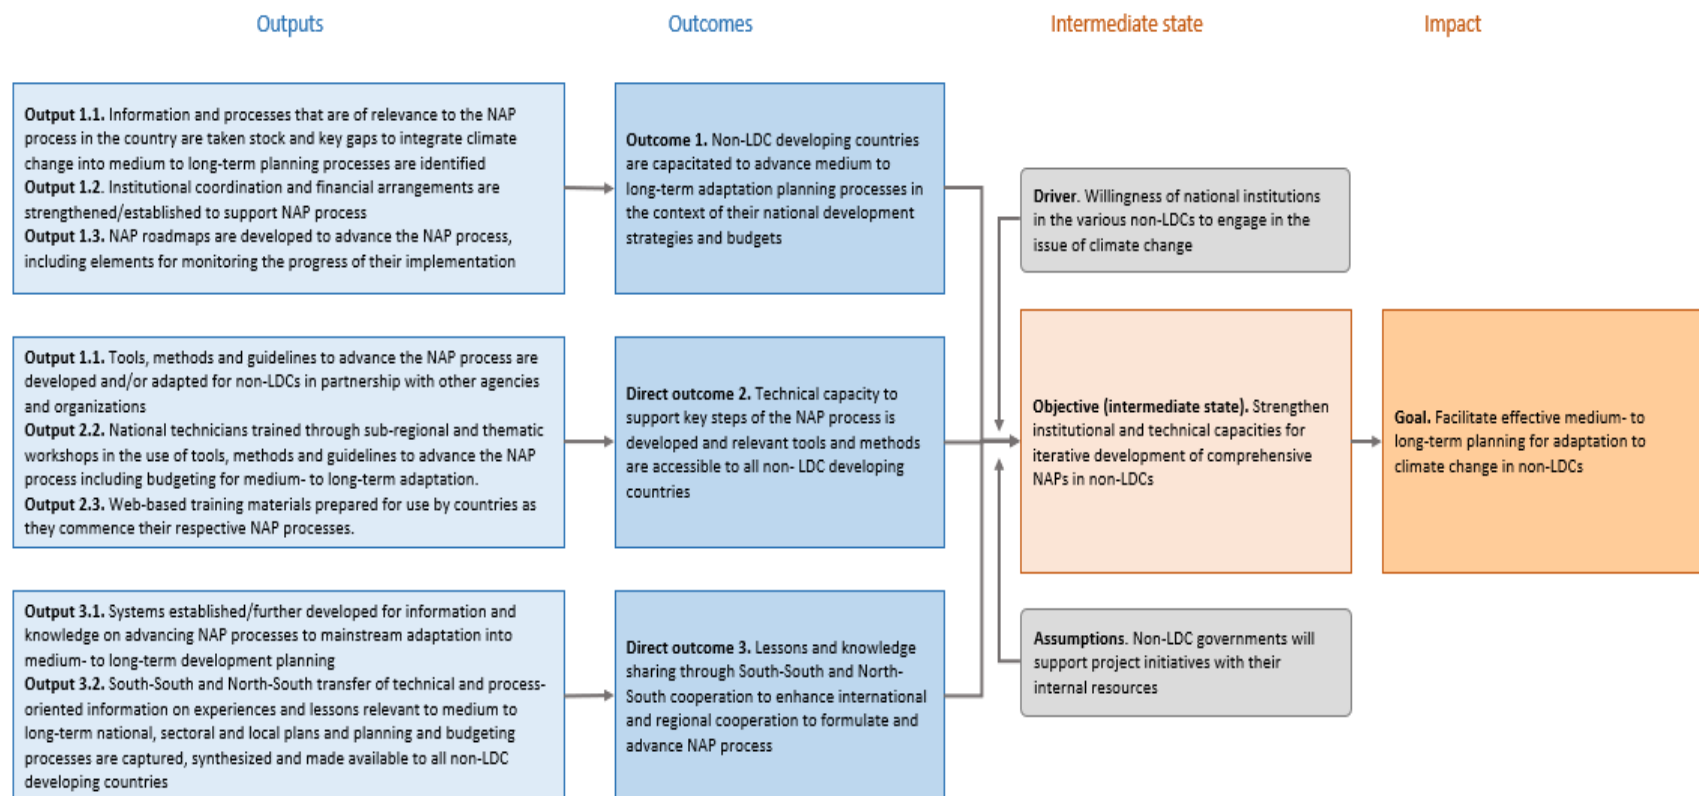 Outputs
Outcomes
Intermediate state
Impact
Output 1.1. Information and processes that are of relevance to the NAP
process in the country are taken stock and key gaps to integrate climate
change into medium to long-term planning processes are identified
Output 1.2. Institutional coordination and financial arrangements are
strengthened/established to support NAP process
Output 1.3. NAP roadmaps are developed to advance the NAP process,
including elements for monitoring the progress of their implementation
Outcome 1. Non-LDC developing countries
are capacitated to advance medium to
long-term adaptation planning processes in
the context of their national development
strategies and budgets
Driver. Willingness of national institutions
in the various non-LDCs to engage in the
issue of climate change
Output 1.1. Tools, methods and guidelines to advance the NAP process are
developed and/or adapted for non-LDCs in partnership with other agencies
and organizations
Output 2.2. National technicians trained through sub-regional and thematic
workshops in the use of tools, methods and guidelines to advance the NAP
process including budgeting for medium- to long-term adaptation.
Output 2.3. Web-based training materials prepared for use by countries as
they commence their respective NAP processes.
Direct outcome 2. Technical capacity to
support key steps of the NAP process is
developed and relevant tools and methods
are accessible to all non- LDC developing
countries
Objective (intermediate state). Strengthen
institutional and technical capacities for
iterative development of comprehensive
NAPs in non-LDCs
Goal. Facilitate effective medium- to
long-term planning for adaptation to
climate change in non-LDCs
Output 3.1. Systems established/further developed for information and
knowledge on advancing NAP processes to mainstream adaptation into
medium- to long-term development planning
Output 3.2. South-South and North-South transfer of technical and process-
oriented information on experiences and lessons relevant to medium to
long-term national, sectoral and local plans and planning and budgeting
processes are captured, synthesized and made available to all non-LDC
developing countries
Direct outcome 3. Lessons and knowledge
sharing through South-South and North-
South cooperation to enhance international
and regional cooperation to formulate and
advance NAP process
Assumptions. Non-LDC governments will
support project initiatives with their
internal resources